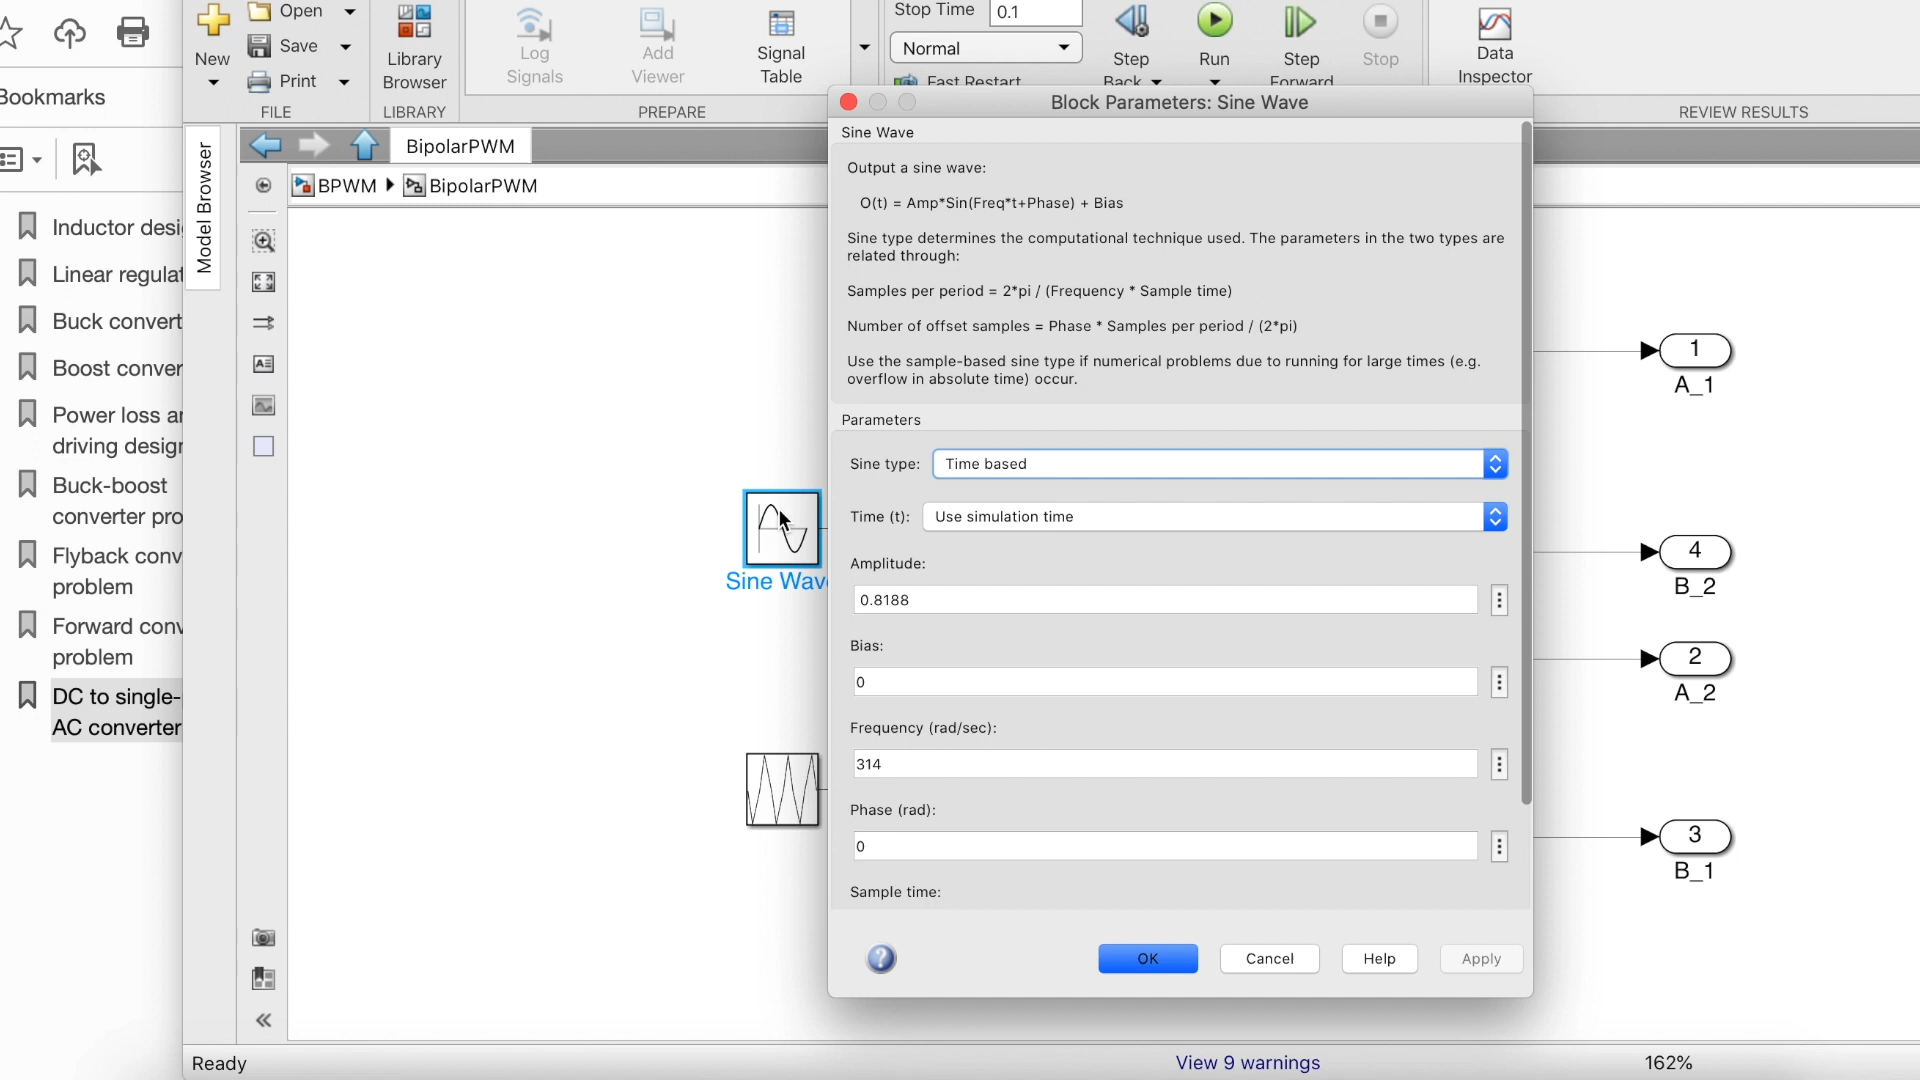 New
Open
Save
Print
FILE
Library
Browser
LIBRARY
Log
Signals
Add
Viewer
Signal
Table
PREPARE
Stop Time 0.1
Normal
Fast Restart
Step
Back
Run
Step
Forward
Stop
Data
Inspector
REVIEW RESULTS
Bookmarks
Inductor desi
Linear regulat
Buck convert
Boost conver
Power loss a
driving design
Buck-boost
converter pro
Flyback conv
problem
Forward conv
problem
DC to single-
AC converter
Model Browser
BipolarPWM
BPWM BipolarPWM
Sine Wav
Block Parameters: Sine Wave
Sine Wave
Output a sine wave:
O(t) = Amp*Sin(Freq*t+Phase) + Bias
Sine type determines the computational technique used. The parameters in the two types are
related through:
Samples per period = 2*pi / (Frequency * Sample time)
Number of offset samples = Phase * Samples per period / (2*pi)
Use the sample-based sine type if numerical problems due to running for large times (e.g.
overflow in absolute time) occur.
Parameters
Sine type: Time based
Time (t): Use simulation time
Amplitude:
0.8188
Bias:
0
Frequency (rad/sec):
314
Phase (rad):
0
Sample time:
OK Cancel Help Apply
1
A_1
4
B_2
2
A_2
3
B_1
Ready
View 9 warnings
162%